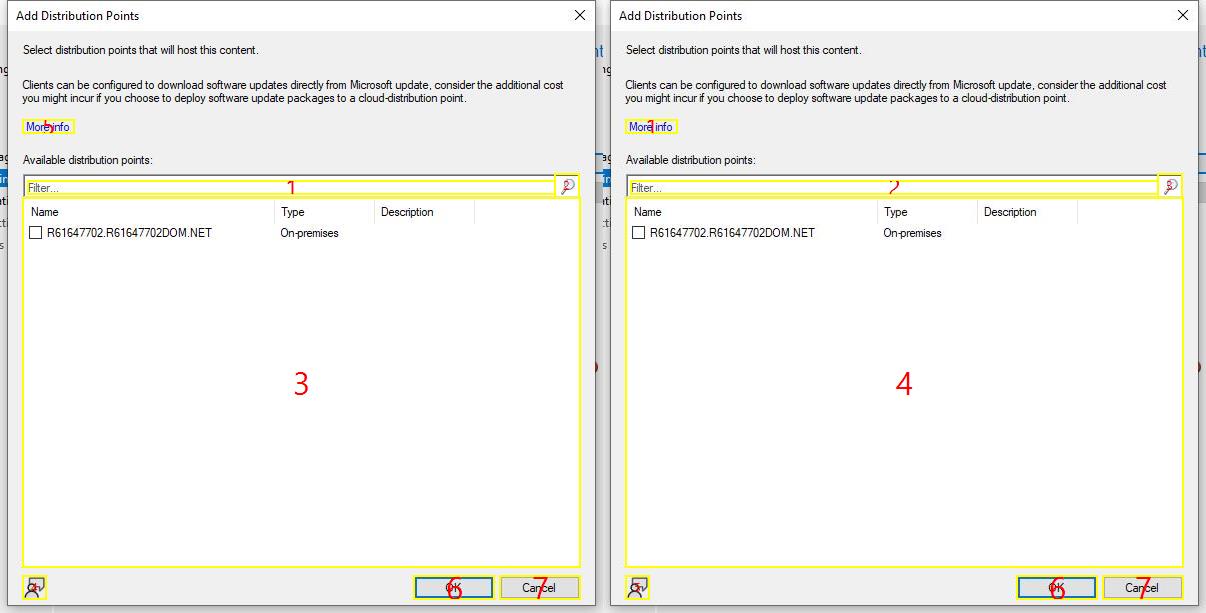 Add Distribution Points
Select distribution points that will host this content.
Clients can be configured to download software updates directly from Microsoft update, consider the additional cost
you might incur if you choose to deploy software update packages to a cloud-distribution point.
More info
5
Available distribution points:
Filter...
1
2
Name Type Description
R61647702.R61647702DOM.NET On-premises
3
OK
6
Cancel
7
Add Distribution Points
Select distribution points that will host this content.
Clients can be configured to download software updates directly from Microsoft update, consider the additional cost
you might incur if you choose to deploy software update packages to a cloud-distribution point.
More info
1
Available distribution points:
Filter...
2
3
Name Type Description
R61647702.R61647702DOM.NET On-premises
4
OK
6
Cancel
7